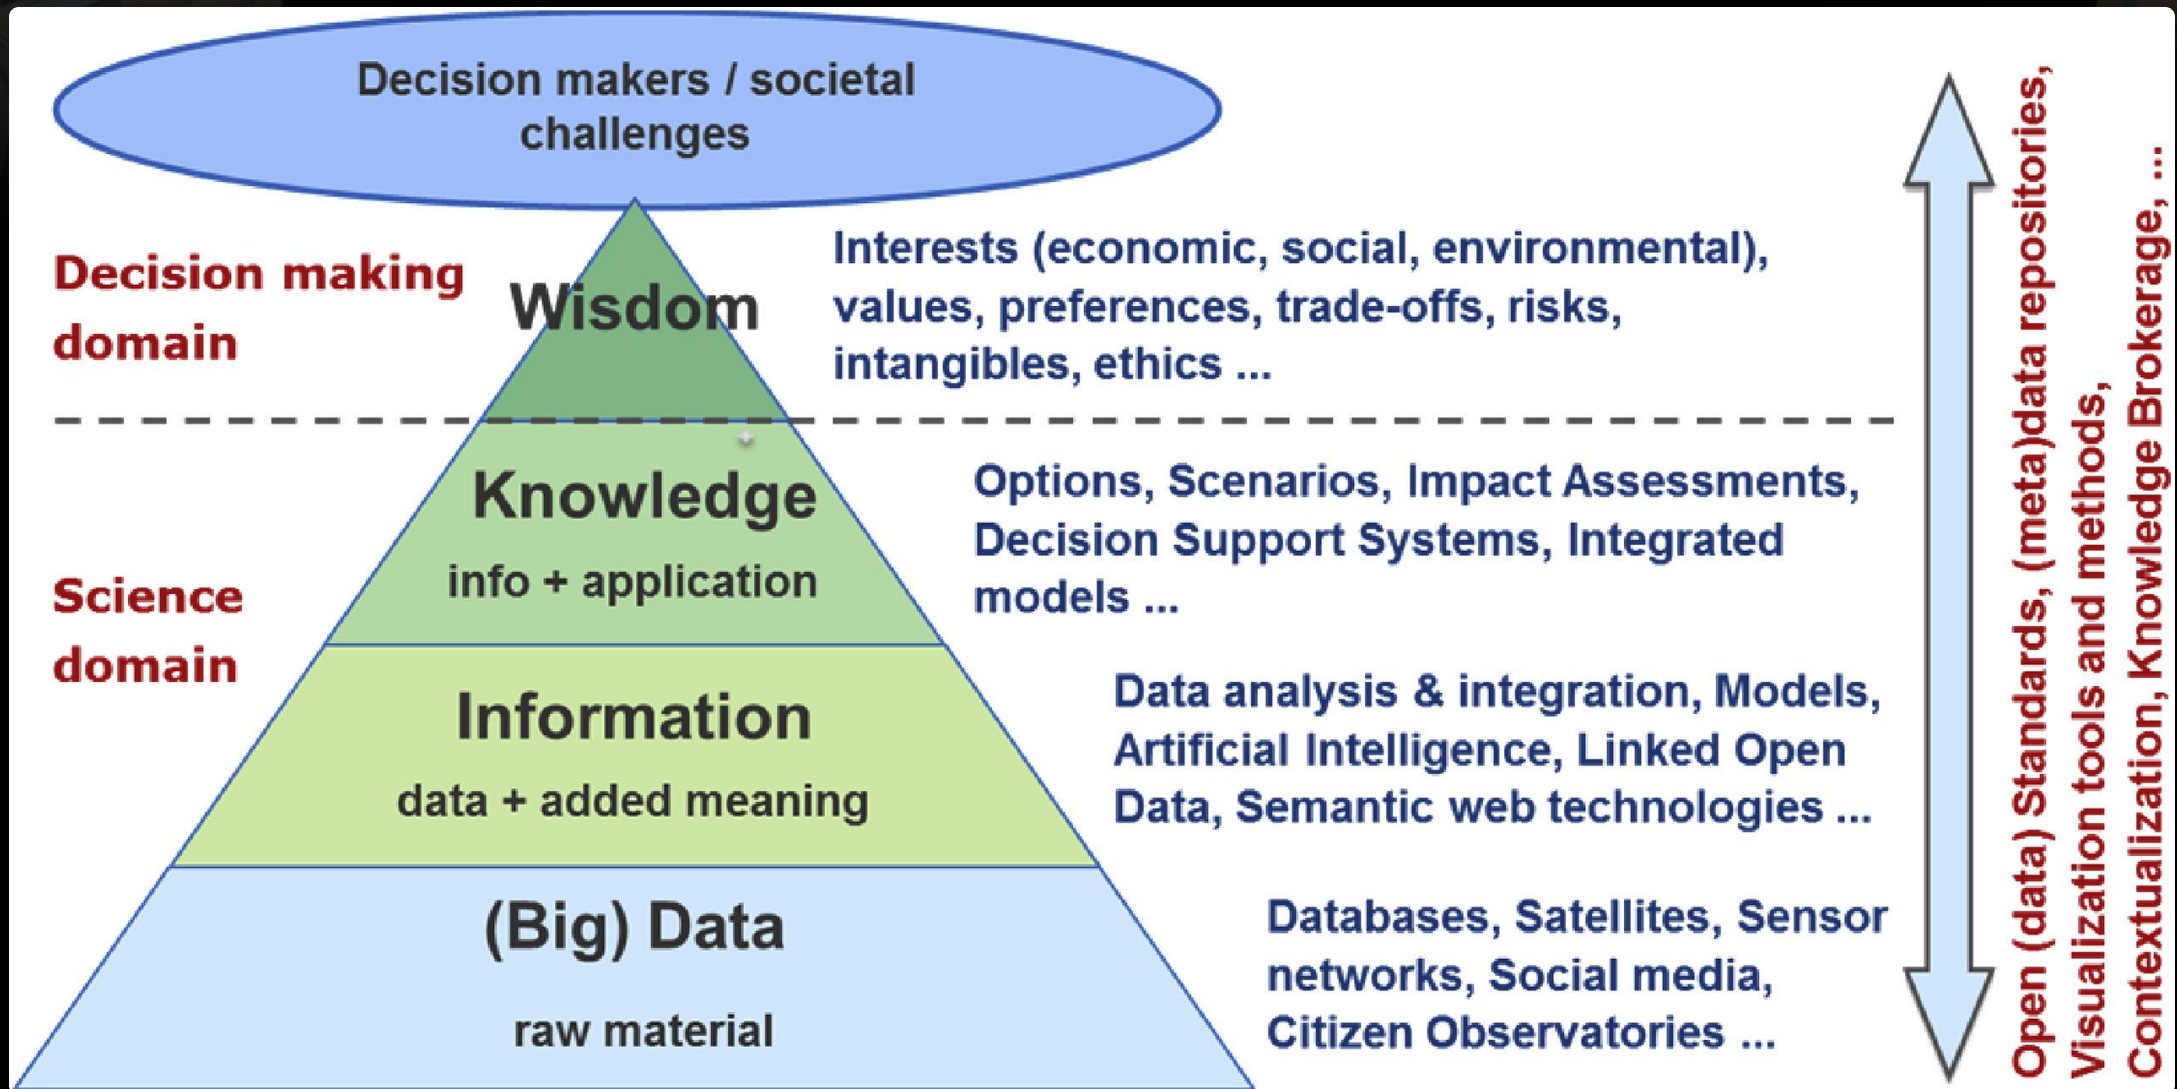 Decision makers / societal
challenges
Decision making
domain
Wisdom
Interests (economic, social, environmental),
values, preferences, trade-offs, risks,
intangibles, ethics ...
Science
domain
Knowledge
info + application
Options, Scenarios, Impact Assessments,
Decision Support Systems, Integrated
models ...
Information
data + added meaning
Data analysis & integration, Models,
Artificial Intelligence, Linked Open
Data, Semantic web technologies ...
(Big) Data
raw material
Databases, Satellites, Sensor
networks, Social media,
Citizen Observatories ...
Open (data) Standards, (meta)data repositories,
Visualization tools and methods,
Contextualization, Knowledge Brokerage, ...